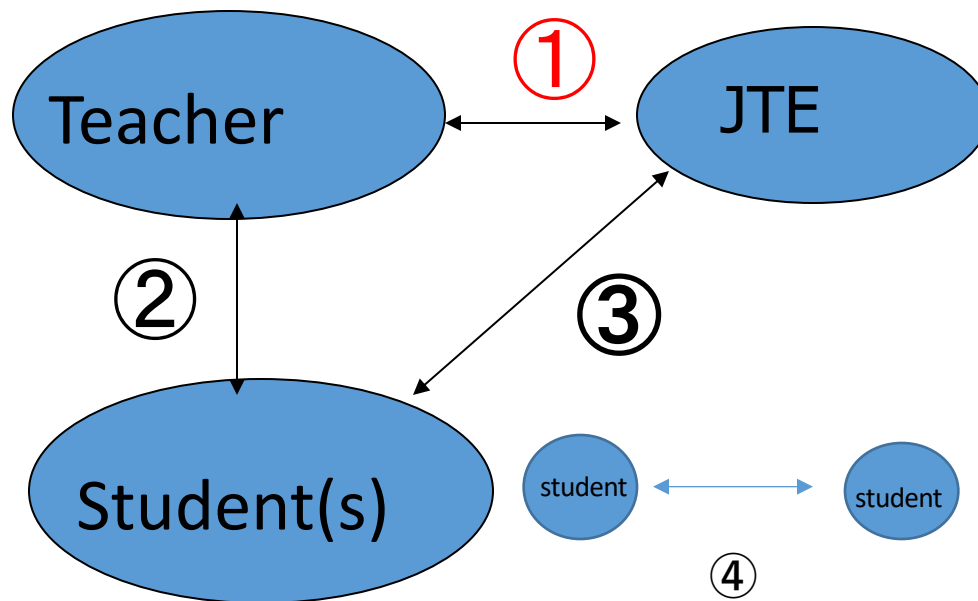 ①
Teacher
JTE
②
③
Student(s)
student
student
④